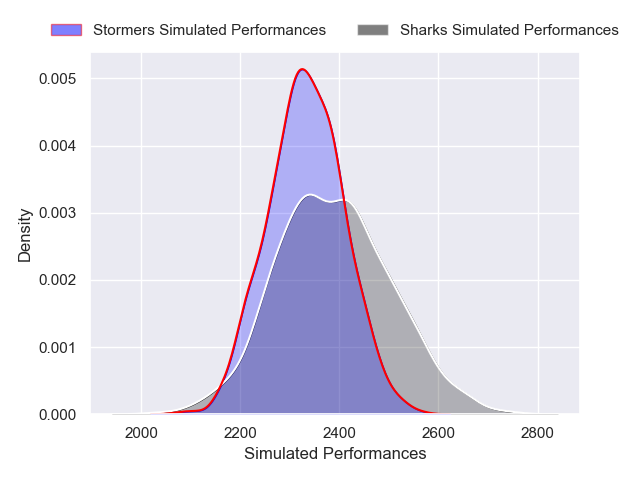 Stormers Simulated Performances
Sharks Simulated Performances
0.005
0.004
0.003
0.002
0.001
0.000
Density
2000
2200
2400
2600
2800
Simulated Performances